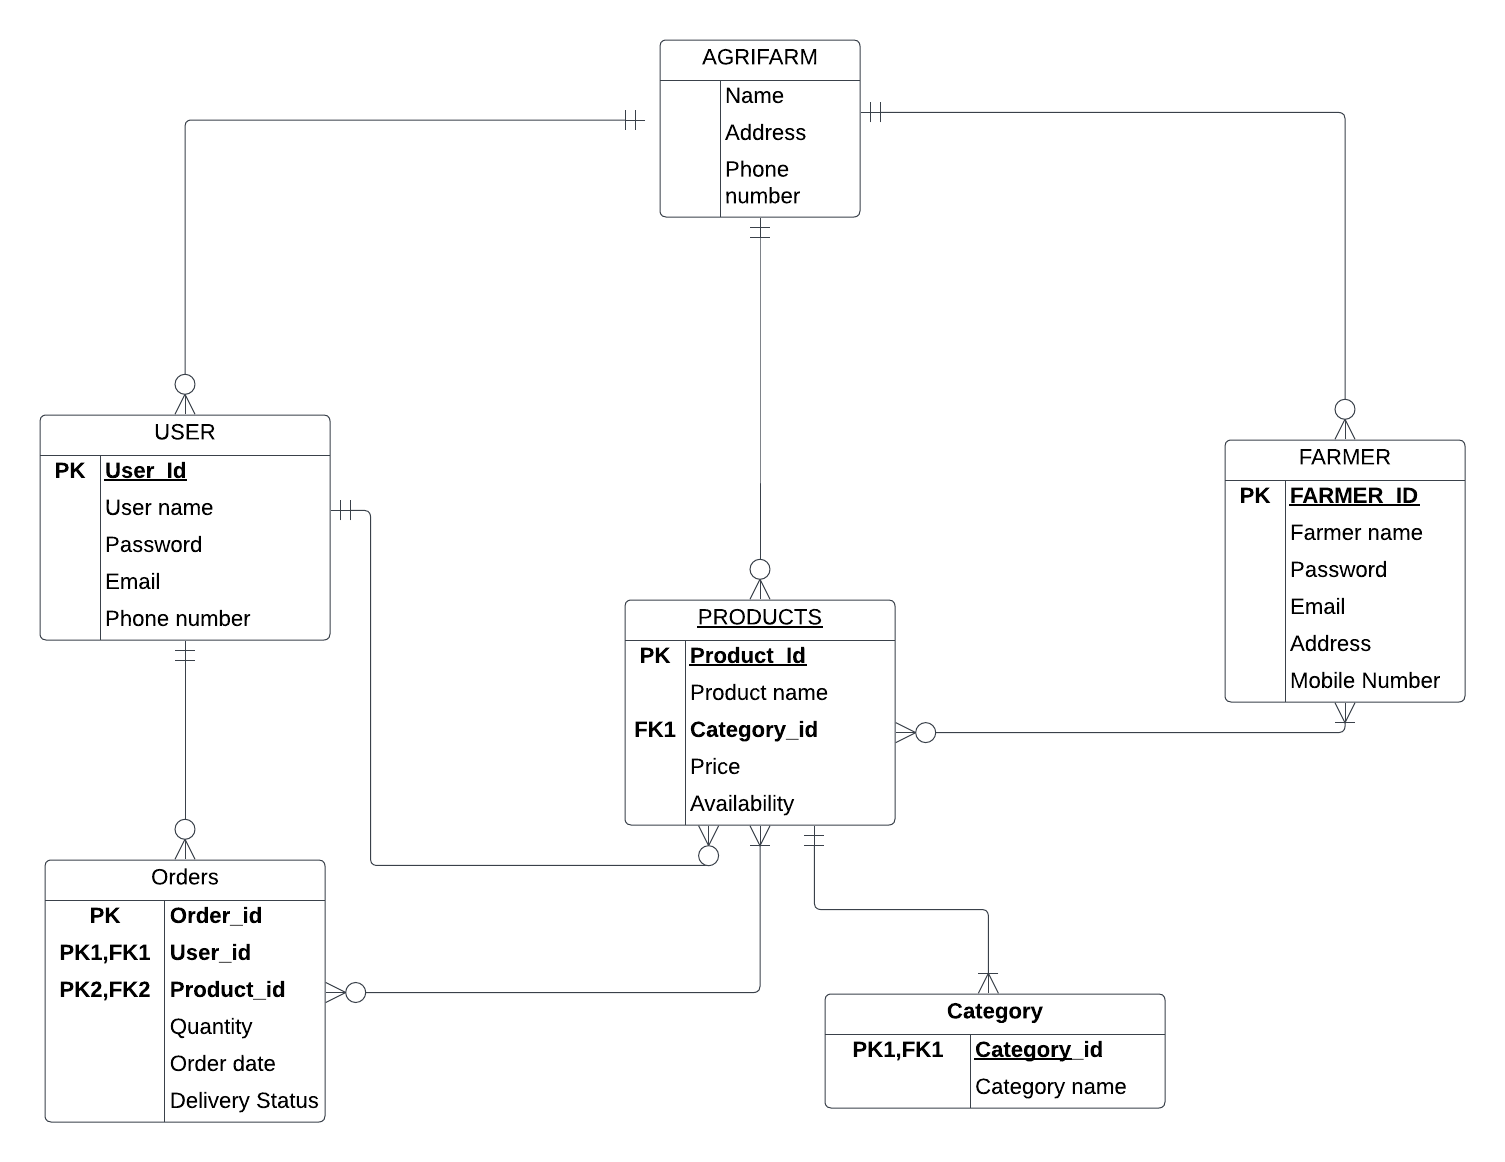 AGRIFARM
Name
Address
Phone
number
USER
PK User_Id
User name
Password
Email
Phone number
FARMER
PK FARMER_ID
Farmer name
Password
Email
Address
Mobile Number
PRODUCTS
PK Product_Id
Product name
FK1 Category_id
Price
Availability
Orders
PK Order_id
PK1,FK1 User_id
PK2,FK2 Product_id
Quantity
Order date
Delivery Status
Category
PK1,FK1 Category_id
Category name